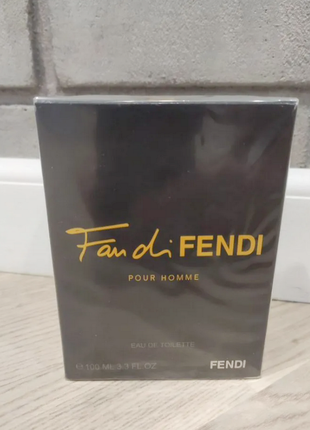 Fan di FENDI
POUR HOMME
EAU DE TOILETTE
℮ 100 ML 3.3 FL.OZ
FENDI